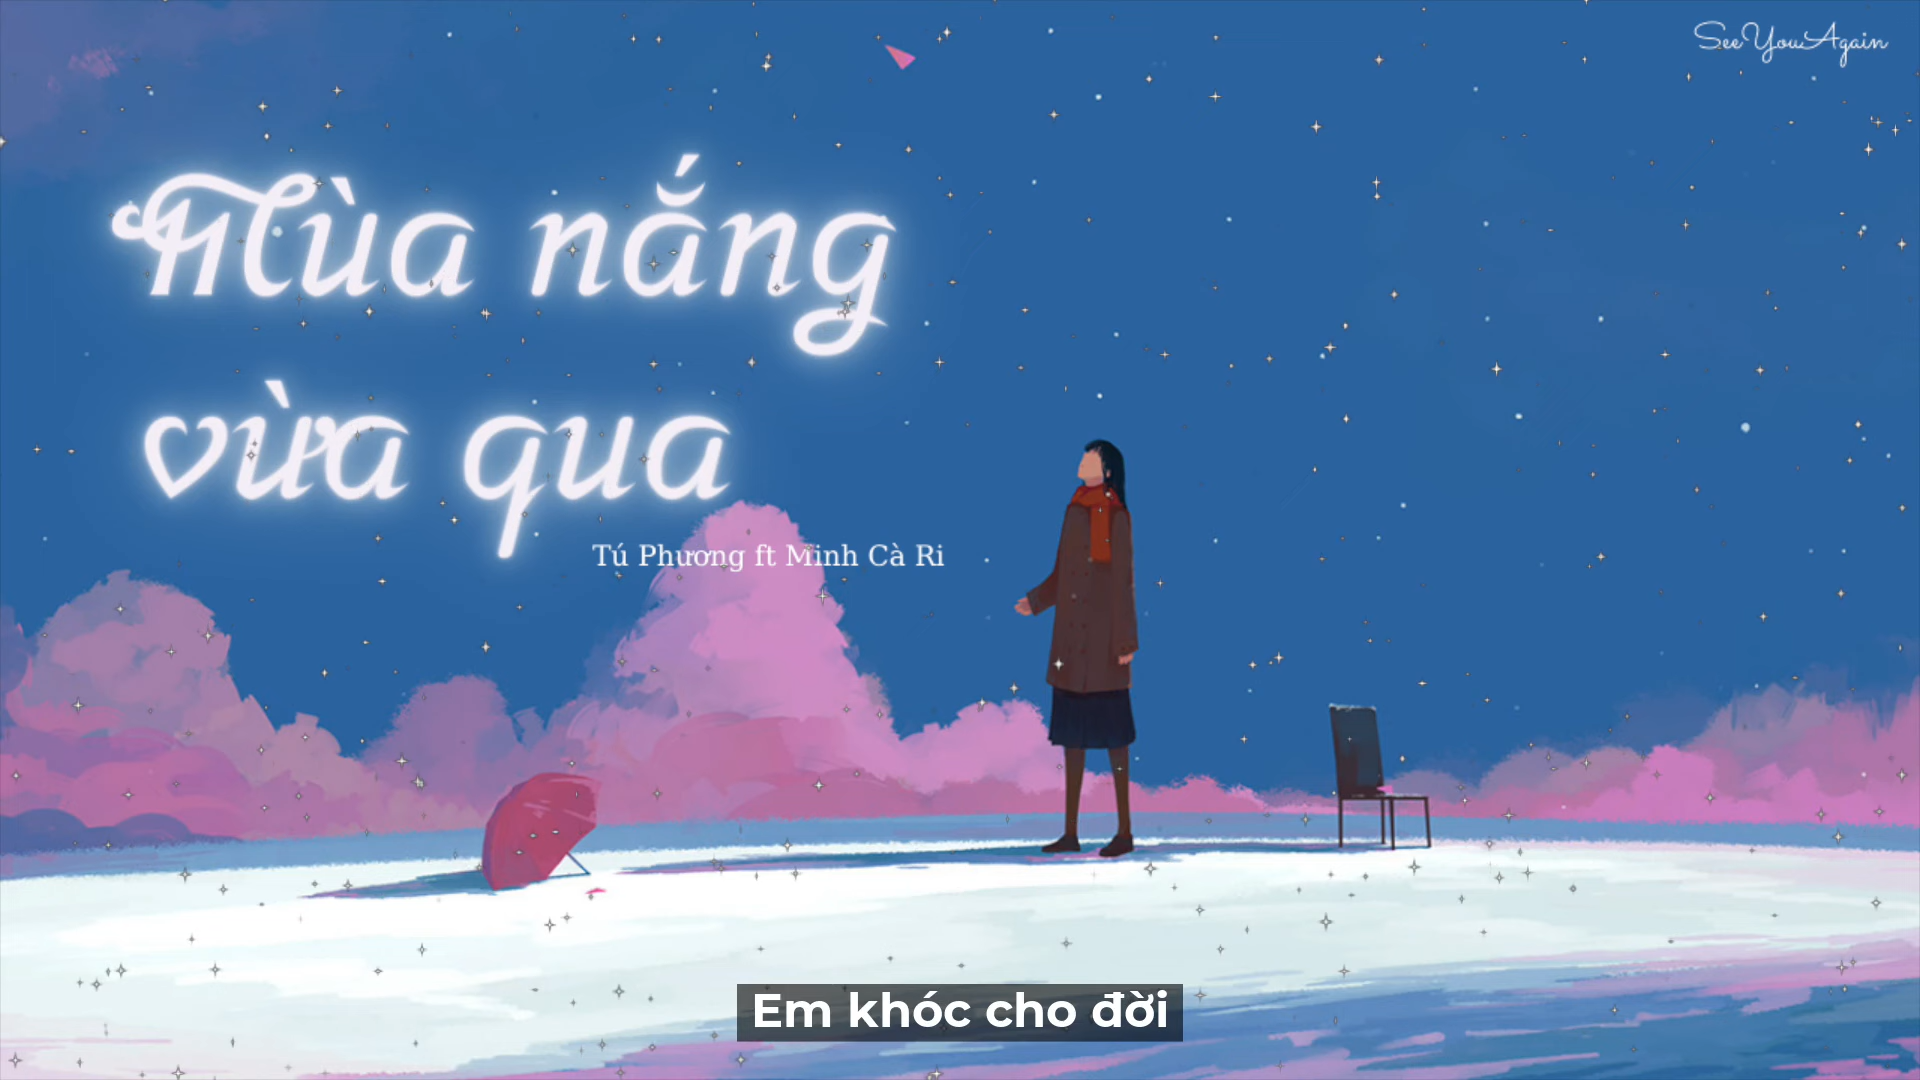 SeeYouAgain
Mùa nắng
vừa qua
Tú Phương ft Minh Cà Ri
Em khóc cho đời